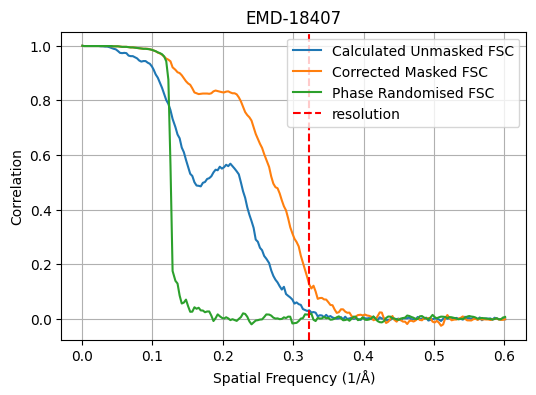 EMD-18407
Calculated Unmasked FSC
Corrected Masked FSC
Phase Randomised FSC
resolution
Correlation
1.0
0.8
0.6
0.4
0.2
0.0
0.0 0.1 0.2 0.3 0.4 0.5 0.6
Spatial Frequency (1/Å)